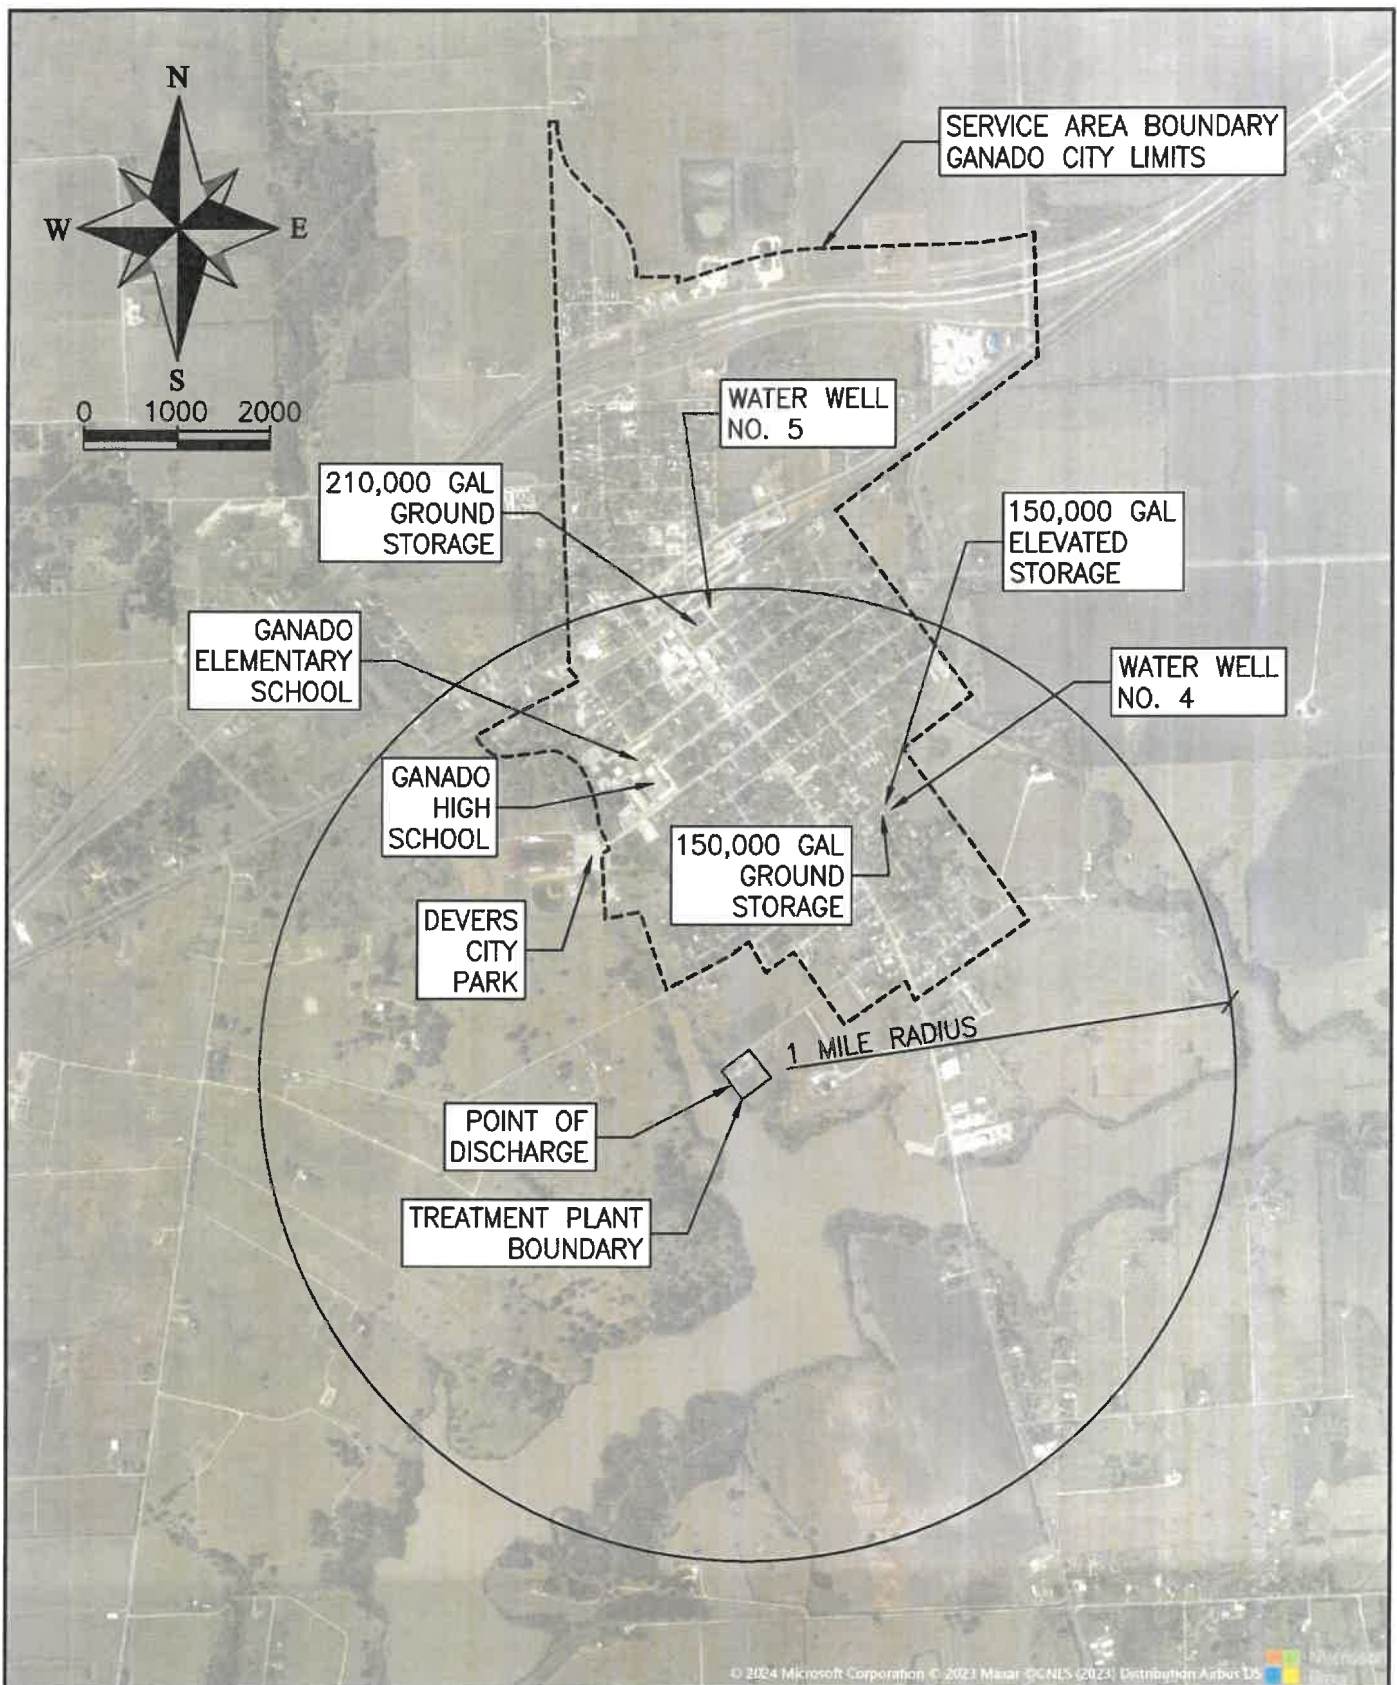 N
W
E
S
0 1000 2000
SERVICE AREA BOUNDARY
GANADO CITY LIMITS
WATER WELL
NO. 5
210,000 GAL
GROUND
STORAGE
150,000 GAL
ELEVATED
STORAGE
GANADO
ELEMENTARY
SCHOOL
WATER WELL
NO. 4
GANADO
HIGH
SCHOOL
150,000 GAL
GROUND
STORAGE
DEVERS
CITY
PARK
1 MILE RADIUS
POINT OF
DISCHARGE
TREATMENT PLANT
BOUNDARY
© 2024 Microsoft Corporation © 2023 Maxar ©CNES (2023) Distribution Airbus DS
Microsoft